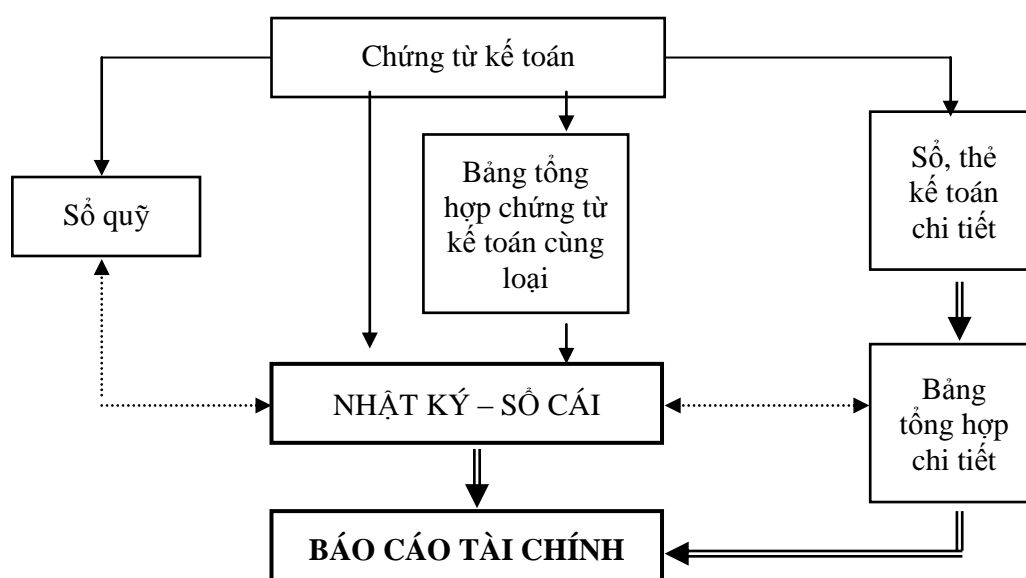 Chứng từ kế toán
Sổ quỹ
Bảng tổng
hợp chứng từ
kế toán cùng
loại
Sổ, thẻ
kế toán
chi tiết
NHẬT KÝ – SỔ CÁI
Bảng
tổng hợp
chi tiết
BÁO CÁO TÀI CHÍNH